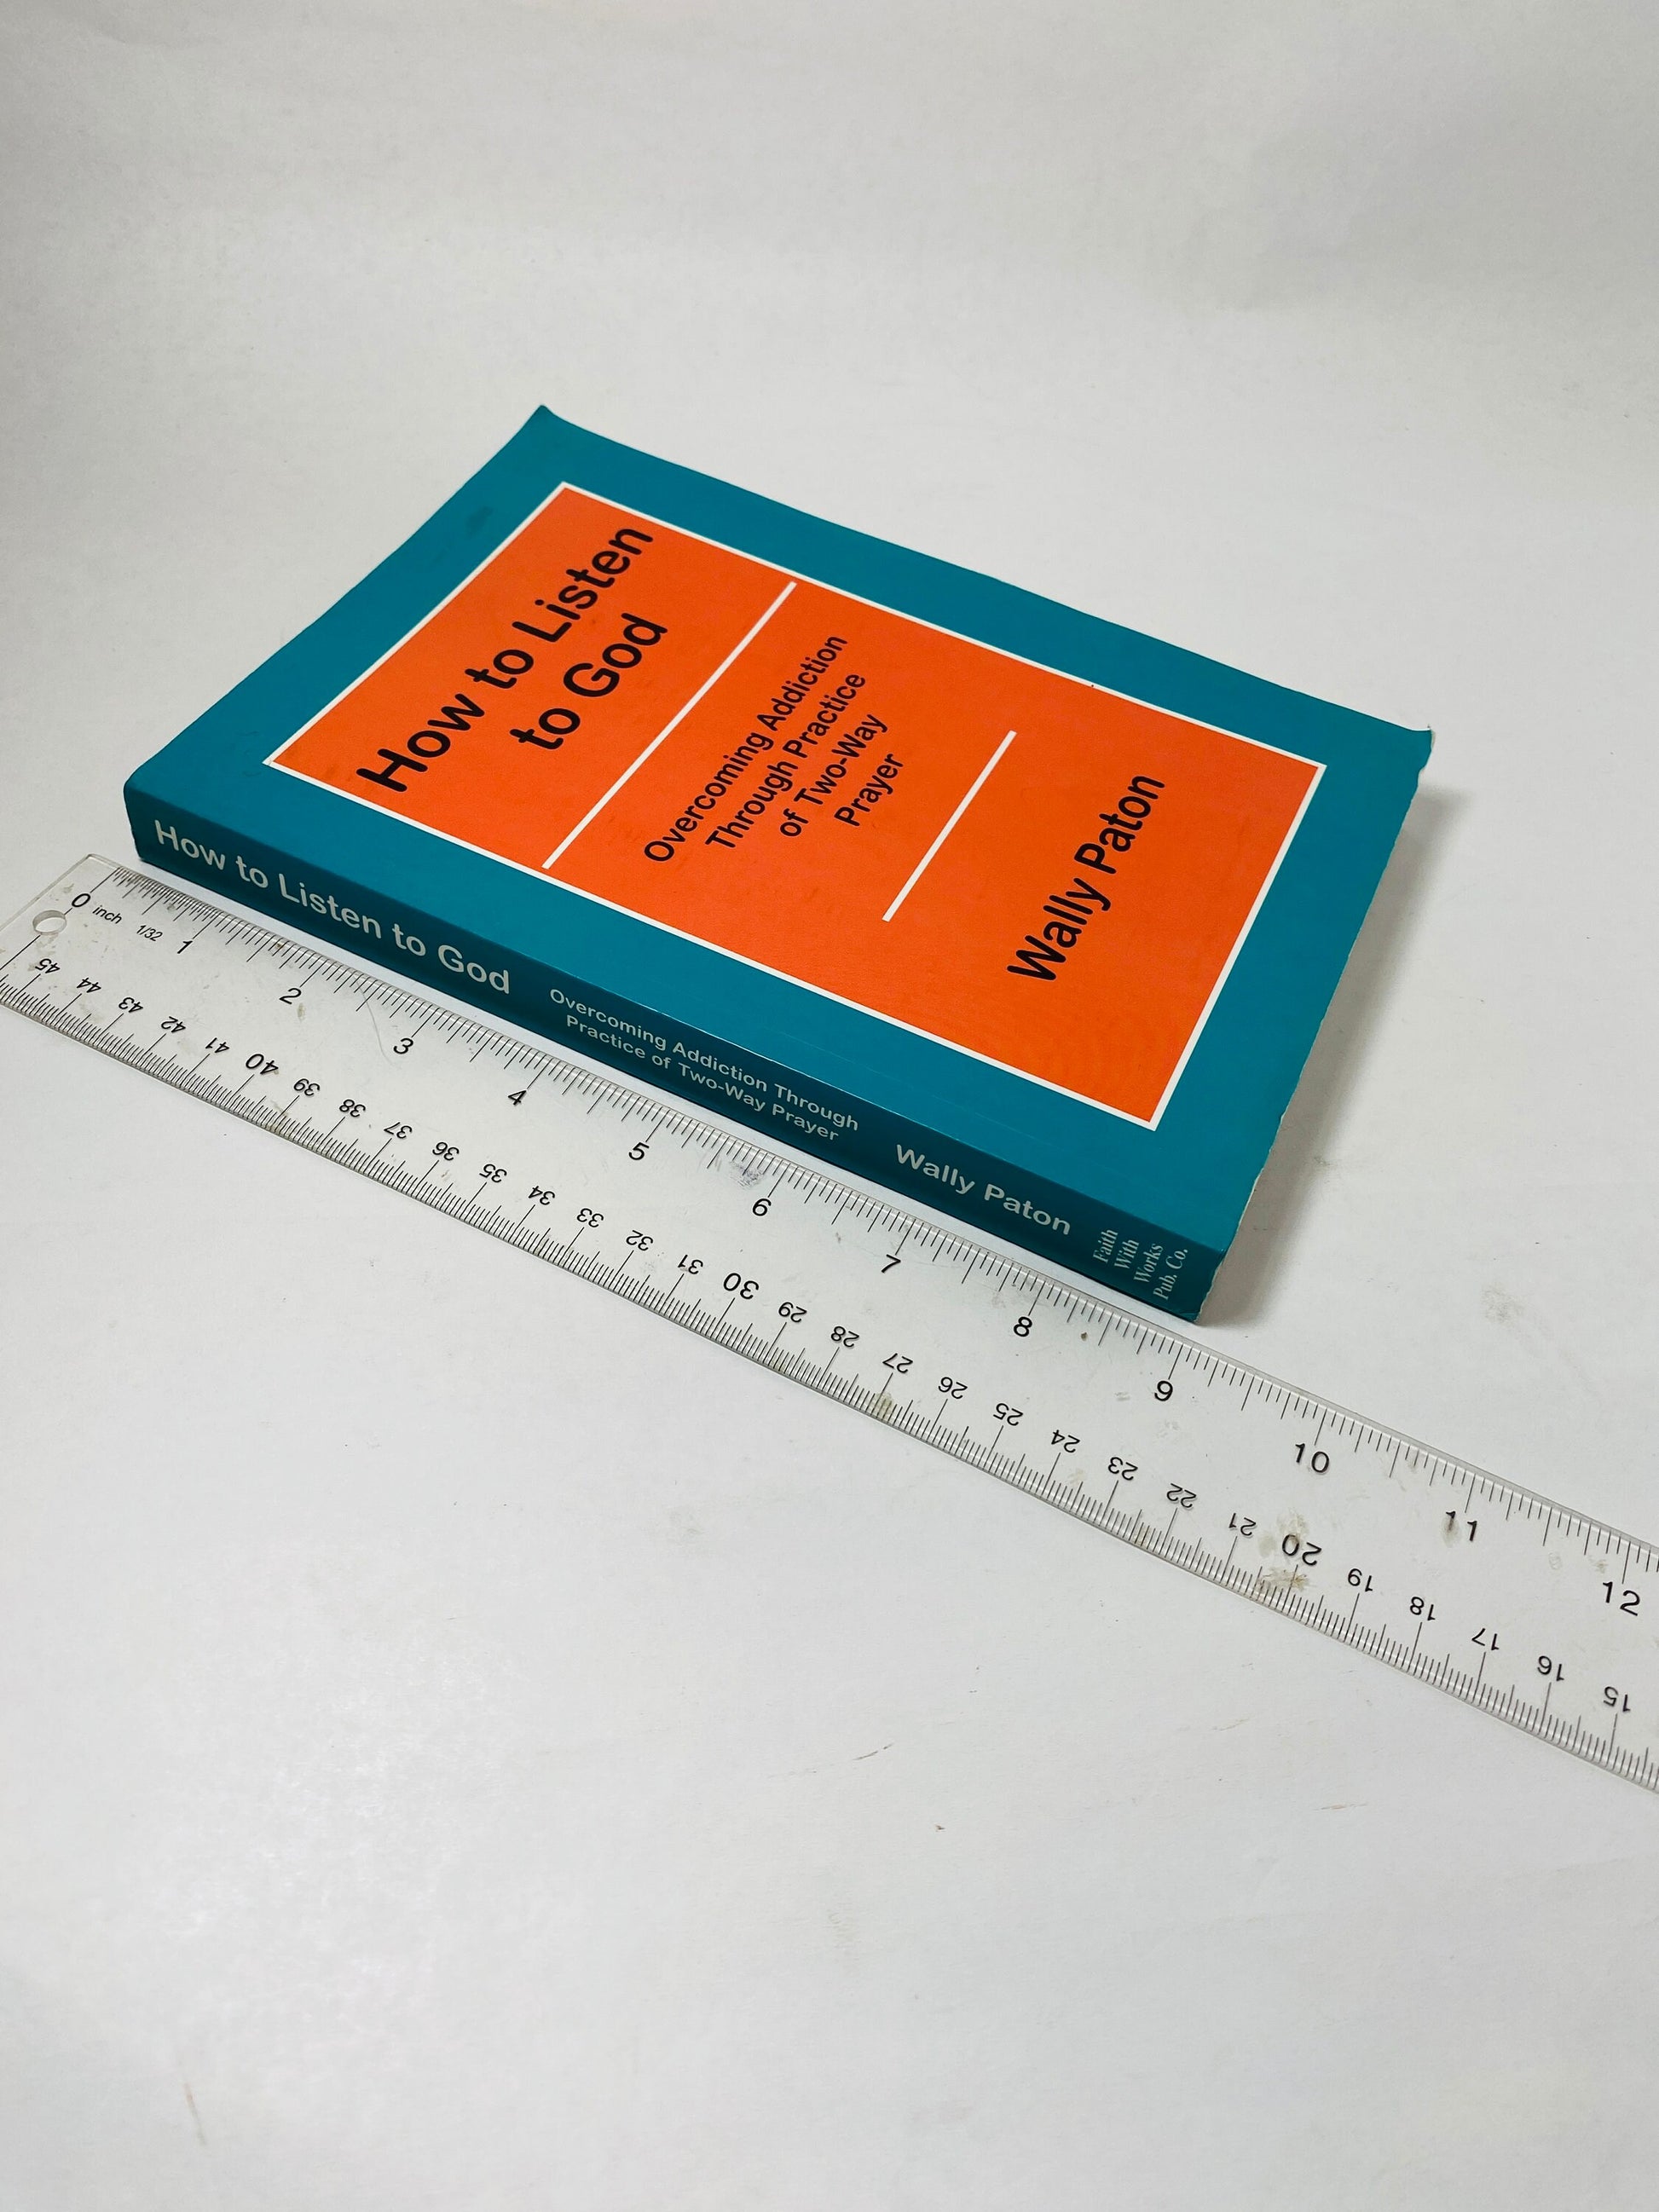 How to Listen
to God
Overcoming Addiction
Through Practice
of Two-Way
Prayer
Wally Paton
How to Listen to God
Overcoming Addiction Through
Practice of Two-Way Prayer
Wally Paton
Faith
With
Works
Pub. Co.
0 inch 1/32 1 2 3 4 5 6 7 8 9 10 11 12
45 44 43 42 41 40 39 38 37 36 35 34 33 32 31 30 29 28 27 26 25 24 23 22 21 20 19 18 17 16 15